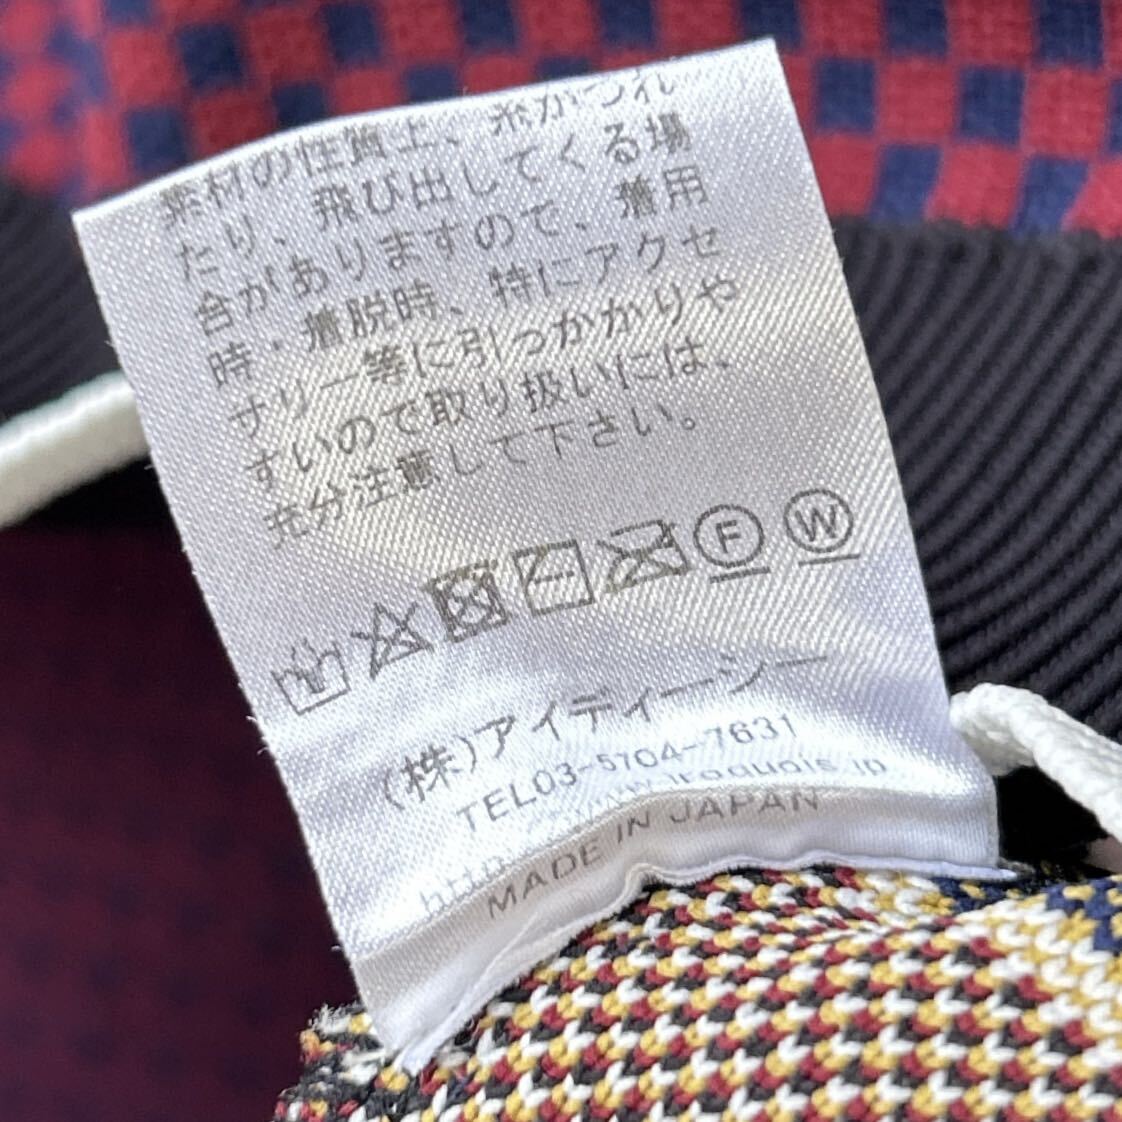 素材の性質上、糸がつれ
たり、飛び出してくる場
合がありますので、着用
時・着脱時、特にアクセ
サリー等に引っかかりや
すいので取り扱いには、
充分注意して下さい。
F W
(株)アイディーシー
TEL03-5704-7631
MADE IN JAPAN